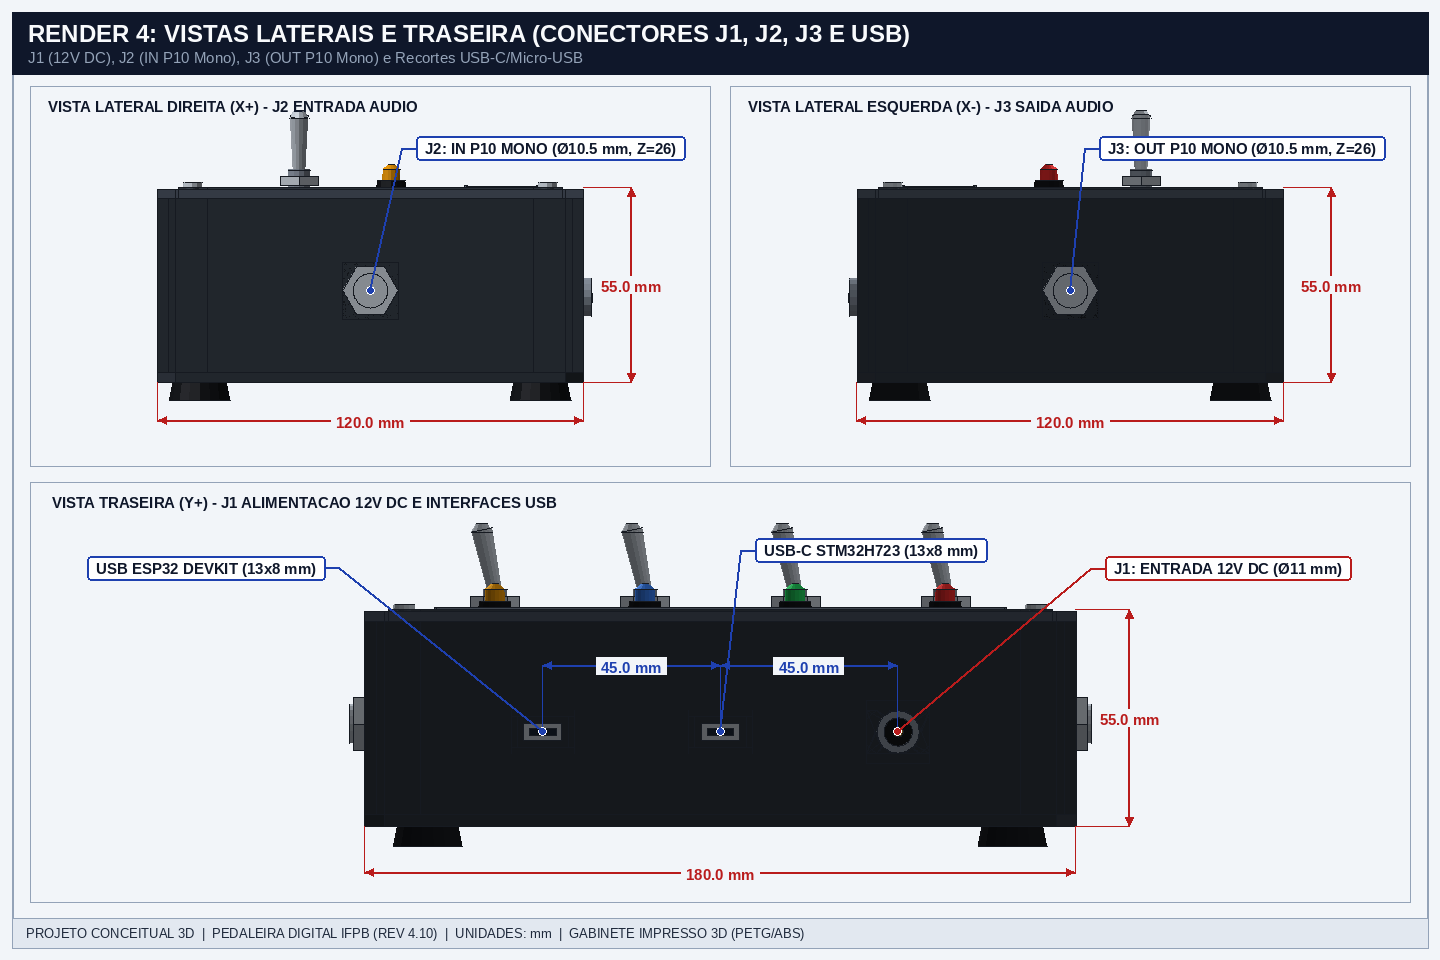 RENDER 4: VISTAS LATERAIS E TRASEIRA (CONECTORES J1, J2, J3 E USB)
J1 (12V DC), J2 (IN P10 Mono), J3 (OUT P10 Mono) e Recortes USB-C/Micro-USB
VISTA LATERAL DIREITA (X+) - J2 ENTRADA AUDIO
J2: IN P10 MONO (Ø10.5 mm, Z=26)
55.0 mm
120.0 mm
VISTA LATERAL ESQUERDA (X-) - J3 SAIDA AUDIO
J3: OUT P10 MONO (Ø10.5 mm, Z=26)
55.0 mm
120.0 mm
VISTA TRASEIRA (Y+) - J1 ALIMENTACAO 12V DC E INTERFACES USB
USB ESP32 DEVKIT (13x8 mm)
USB-C STM32H723 (13x8 mm)
J1: ENTRADA 12V DC (Ø11 mm)
45.0 mm
45.0 mm
55.0 mm
180.0 mm
PROJETO CONCEITUAL 3D | PEDALEIRA DIGITAL IFPB (REV 4.10) | UNIDADES: mm | GABINETE IMPRESSO 3D (PETG/ABS)